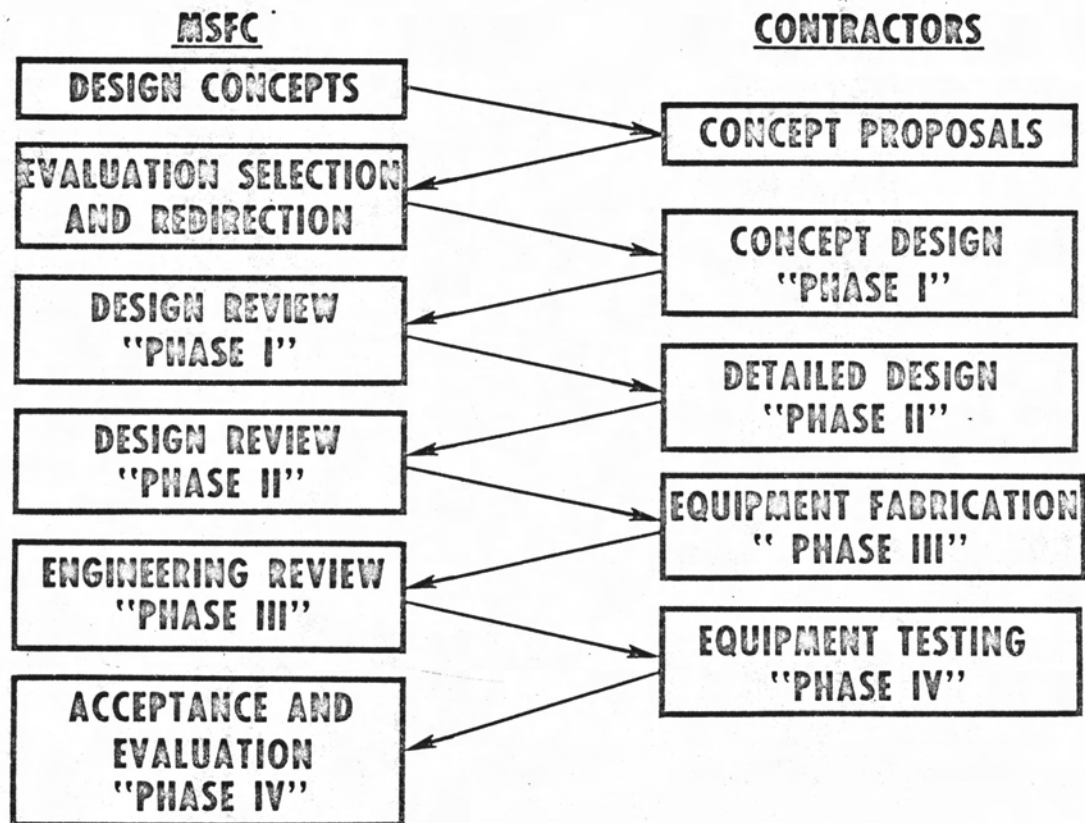 MSFC
DESIGN CONCEPTS
EVALUATION SELECTION
AND REDIRECTION
DESIGN REVIEW
"PHASE I"
DESIGN REVIEW
"PHASE II"
ENGINEERING REVIEW
"PHASE III"
ACCEPTANCE AND
EVALUATION
"PHASE IV"
CONTRACTORS
CONCEPT PROPOSALS
CONCEPT DESIGN
"PHASE I"
DETAILED DESIGN
"PHASE II"
EQUIPMENT FABRICATION
" PHASE III"
EQUIPMENT TESTING
"PHASE IV"